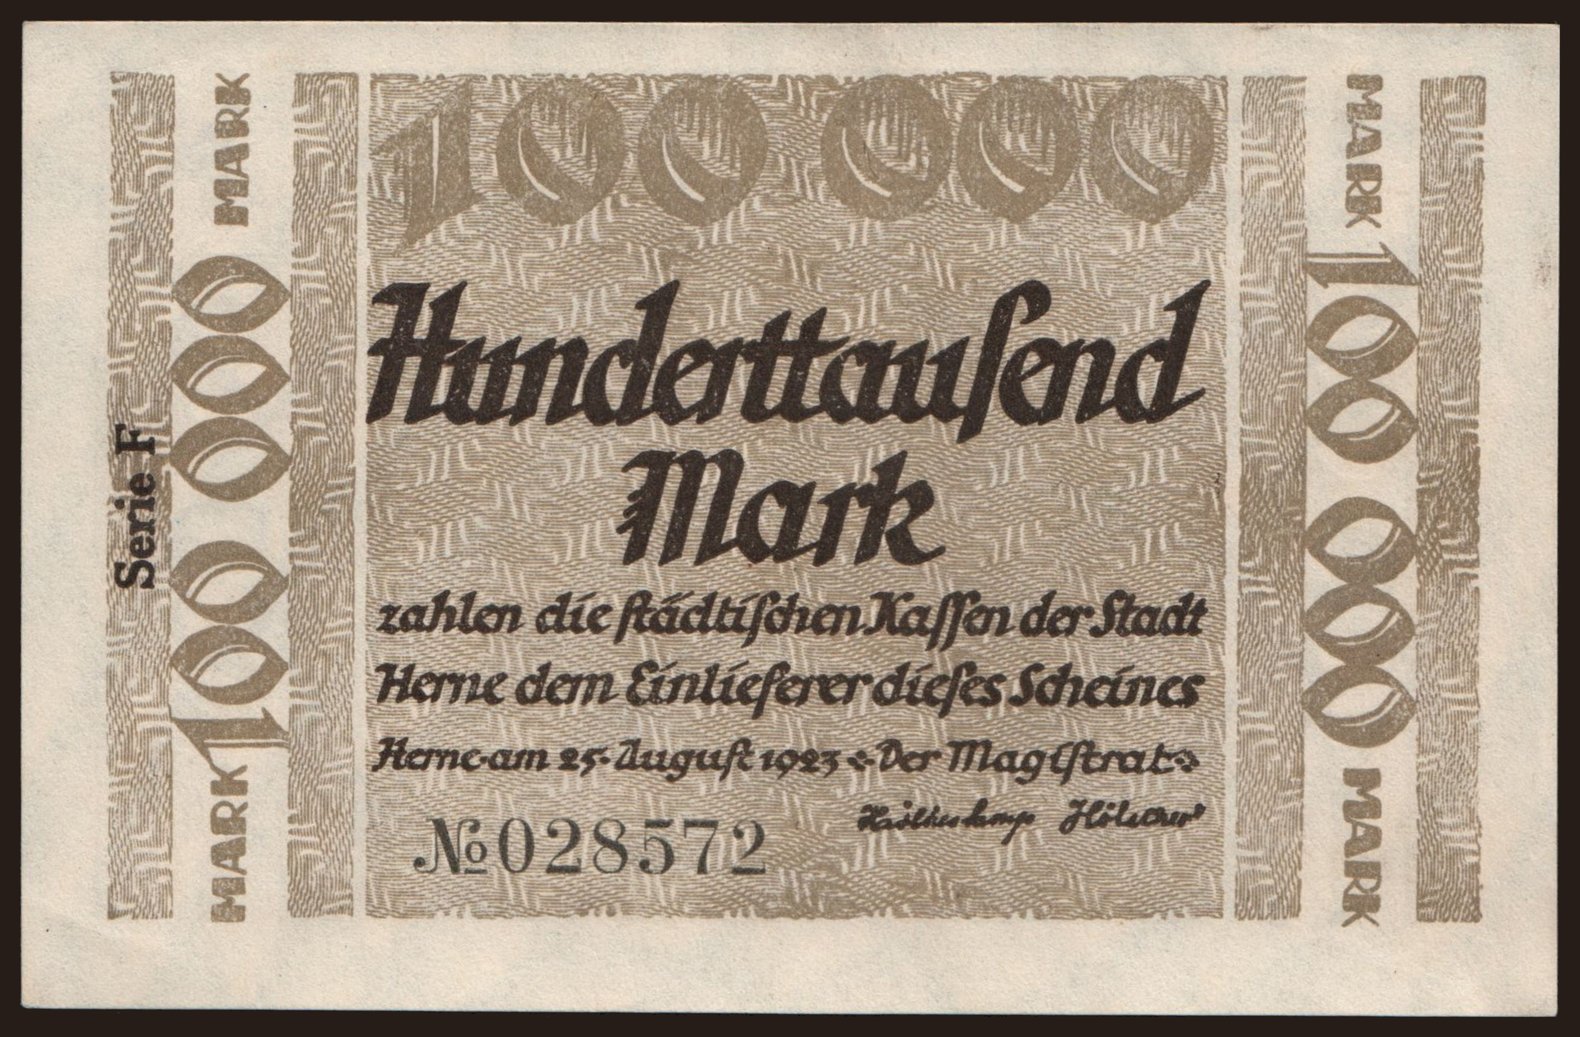 100 000
Hunderttauſend
Mark
zahlen die ſtädtiſchen Kaſſen der Stadt
Herne dem Einlieferer dieſes Scheines
Herne·am 25·Auguſt 1923 Der Magiſtrat
№028572
Serie F
MARK 100 000 MARK
MARK 100 000 MARK